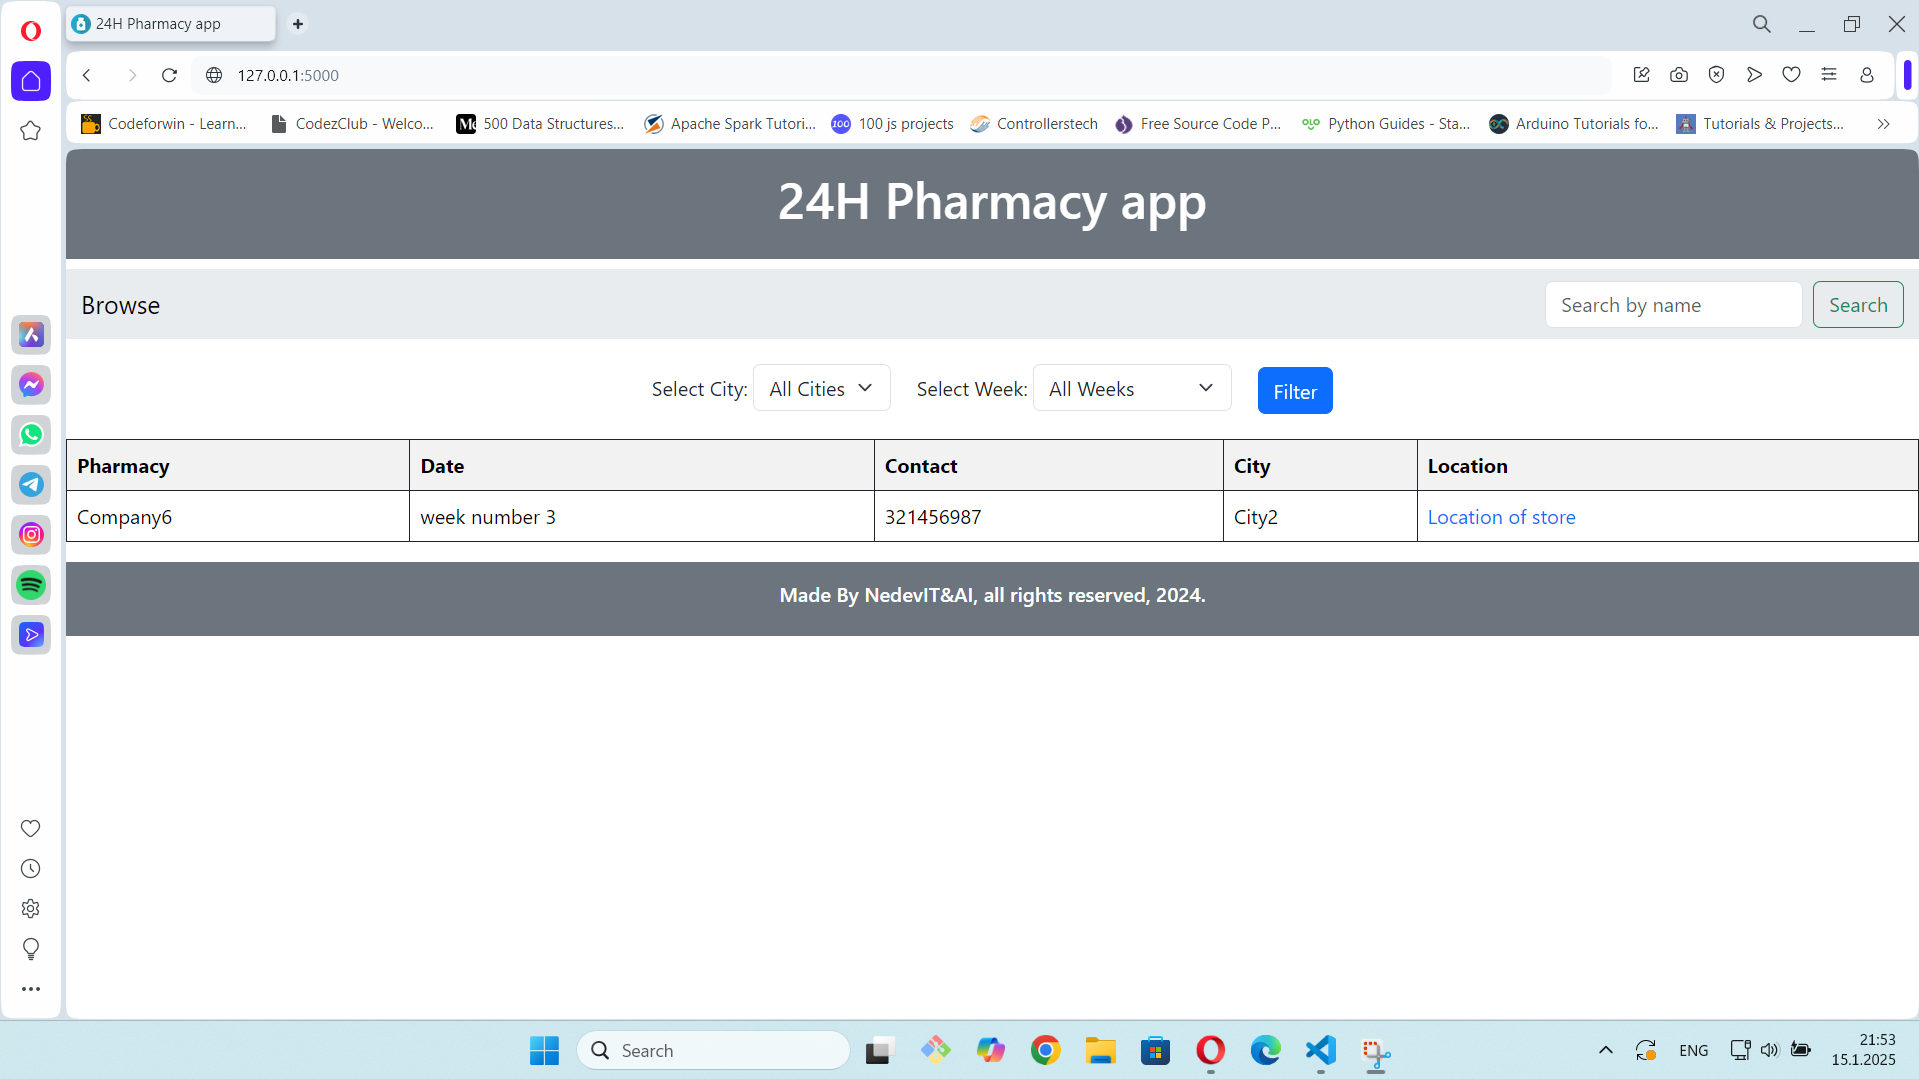 24H Pharmacy app
127.0.0.1:5000
Codeforwin - Learn... CodezClub - Welco... 500 Data Structures... Apache Spark Tutori... 100 js projects Controllerstech Free Source Code P... Python Guides - Sta... Arduino Tutorials fo... Tutorials & Projects...
24H Pharmacy app
Browse Search by name Search
Select City: All Cities Select Week: All Weeks Filter
Pharmacy Date Contact City Location
Company6 week number 3 321456987 City2 Location of store
Made By NedevIT&AI, all rights reserved, 2024.
Search ENG 21:53
15.1.2025